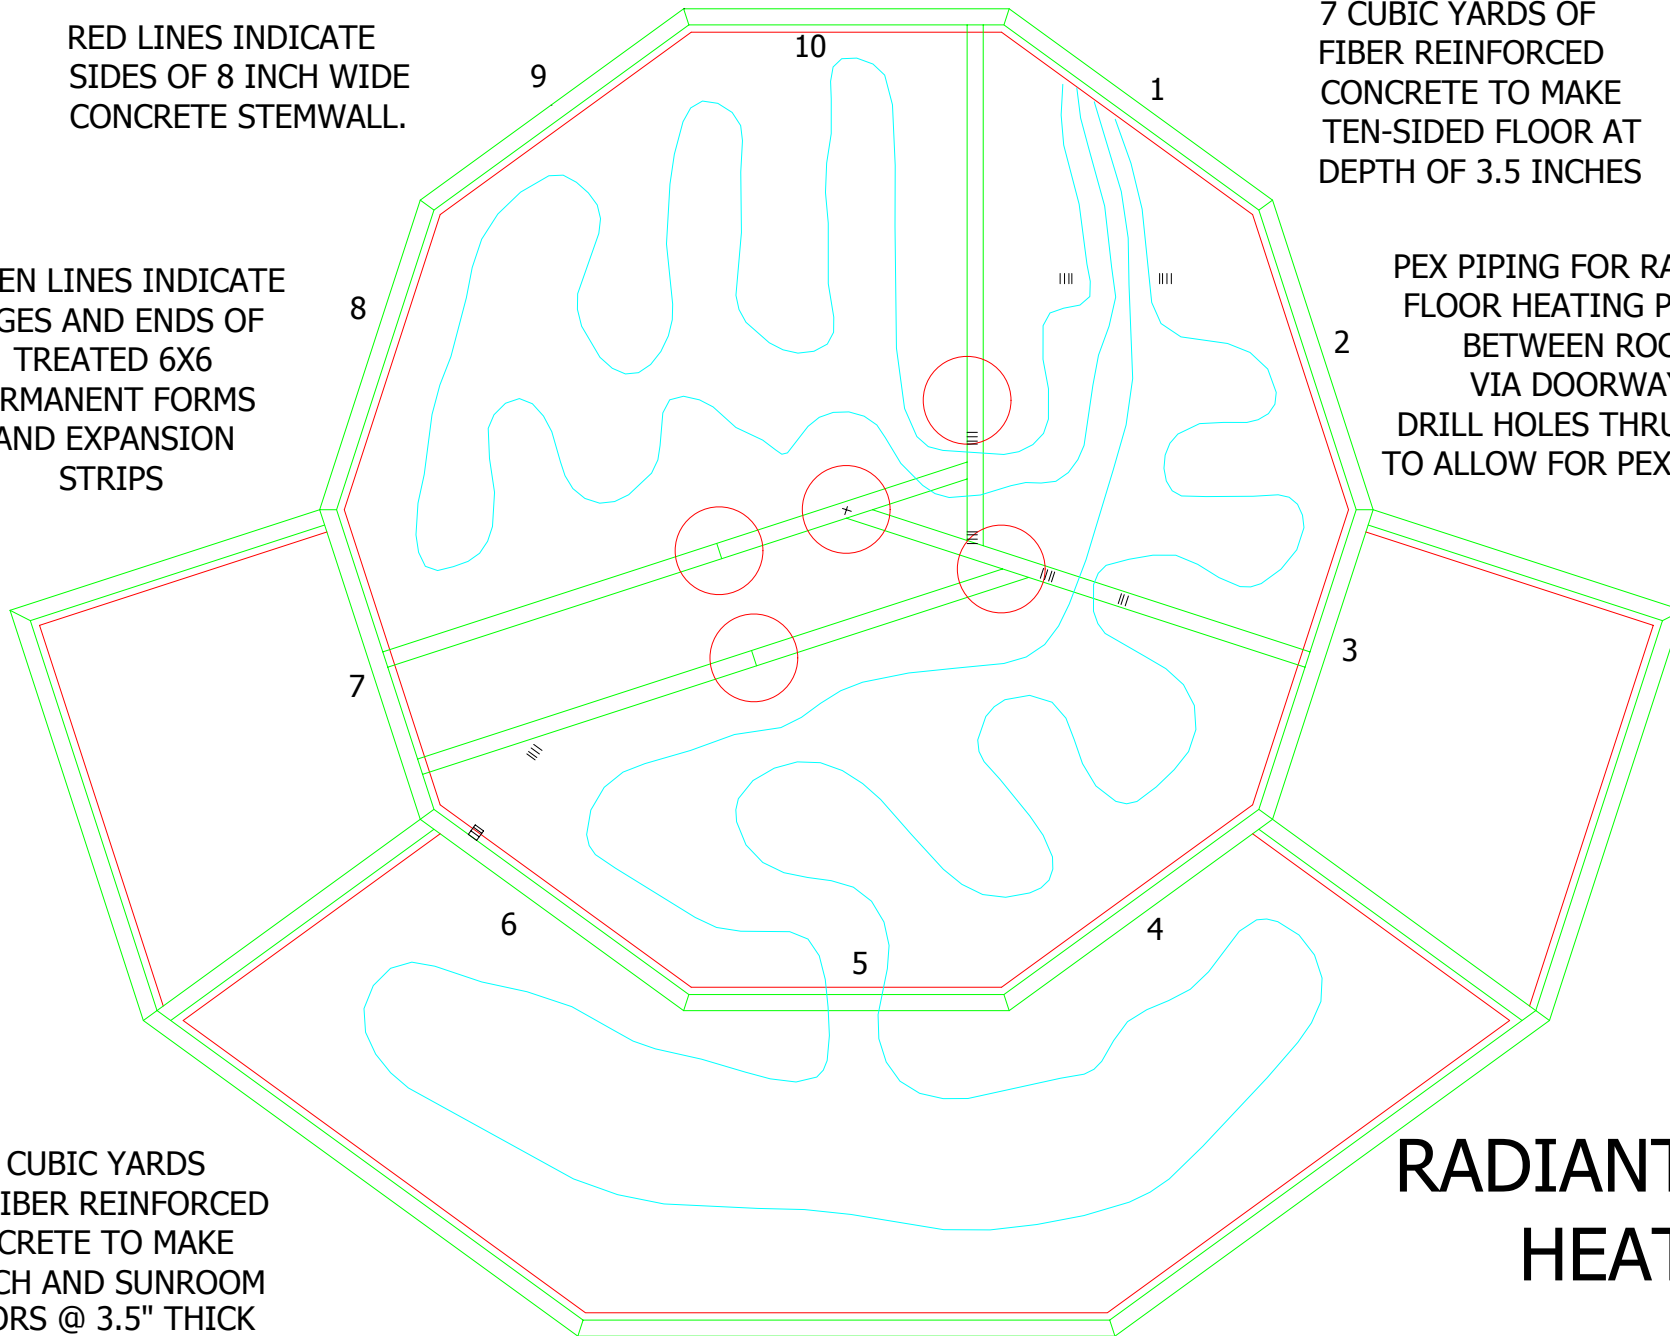 RED LINES INDICATE
SIDES OF 8 INCH WIDE
CONCRETE STEMWALL.
7 CUBIC YARDS OF
FIBER REINFORCED
CONCRETE TO MAKE
TEN-SIDED FLOOR AT
DEPTH OF 3.5 INCHES
EEN LINES INDICATE
GES AND ENDS OF
TREATED 6X6
RMANENT FORMS
AND EXPANSION
STRIPS
PEX PIPING FOR RA
FLOOR HEATING P
BETWEEN ROO
VIA DOORWAY
DRILL HOLES THRU
TO ALLOW FOR PEX
10
9
1
8
2
3
7
6
4
5
CUBIC YARDS
IBER REINFORCED
CRETE TO MAKE
CH AND SUNROOM
ORS @ 3.5" THICK
RADIANT
HEAT